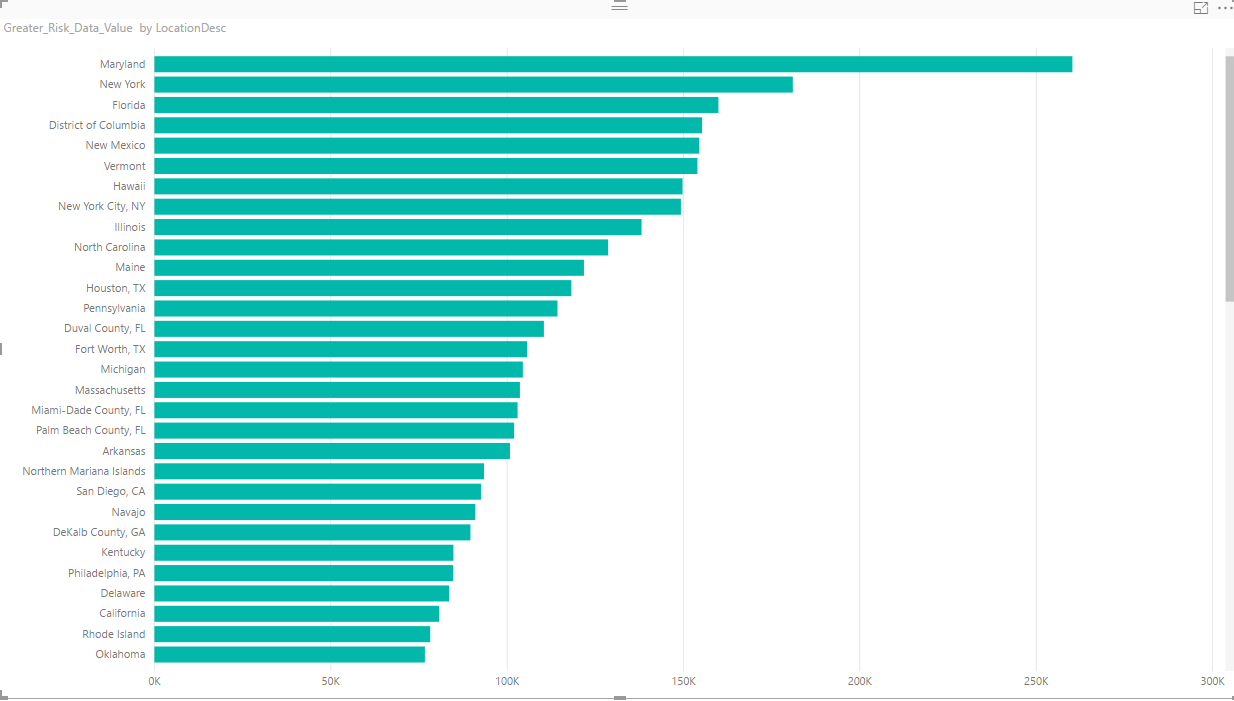 Greater_Risk_Data_Value by LocationDesc
Maryland
New York
Florida
District of Columbia
New Mexico
Vermont
Hawaii
New York City, NY
Illinois
North Carolina
Maine
Houston, TX
Pennsylvania
Duval County, FL
Fort Worth, TX
Michigan
Massachusetts
Miami-Dade County, FL
Palm Beach County, FL
Arkansas
Northern Mariana Islands
San Diego, CA
Navajo
DeKalb County, GA
Kentucky
Philadelphia, PA
Delaware
California
Rhode Island
Oklahoma
0K 50K 100K 150K 200K 250K 300K